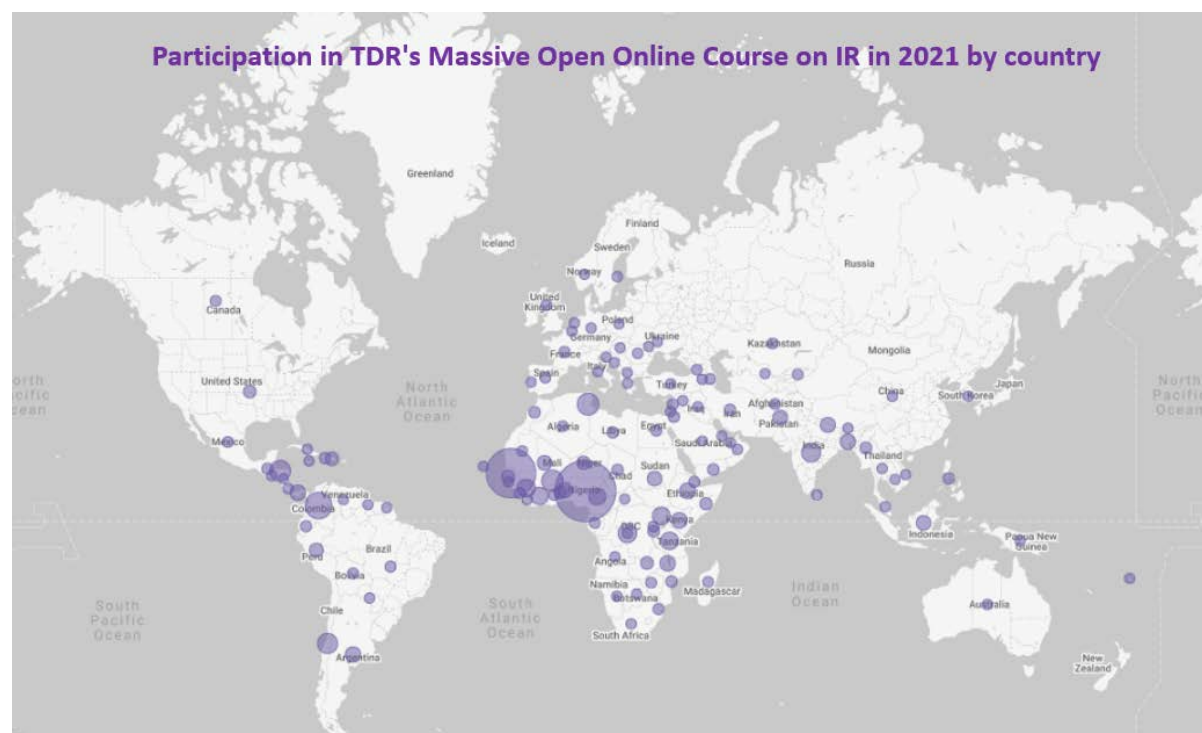 Participation in TDR's Massive Open Online Course on IR in 2021 by country
Greenland
Iceland
Finland
Sweden
Norway
Russia
Canada
United
Kingdom
Poland
Germany
Ukraine
France
Kazakhstan
Mongolia
North
Atlantic
Ocean
United States
Spain
Italy
Turkey
China
South Korea
Japan
North
Pacific
Ocean
Afghanistan
Iraq
Iran
Pakistan
Algeria
Libya
Egypt
Saudi Arabia
India
Mexico
Mali
Niger
Chad
Sudan
Thailand
Nigeria
Ethiopia
Venezuela
Colombia
DRC
Kenya
Tanzania
Indonesia
Papua New
Guinea
Peru
Brazil
Bolivia
Angola
Namibia
Botswana
Madagascar
Indian
Ocean
South
Pacific
Ocean
Chile
South
Atlantic
Ocean
South Africa
Australia
Argentina
New
Zealand